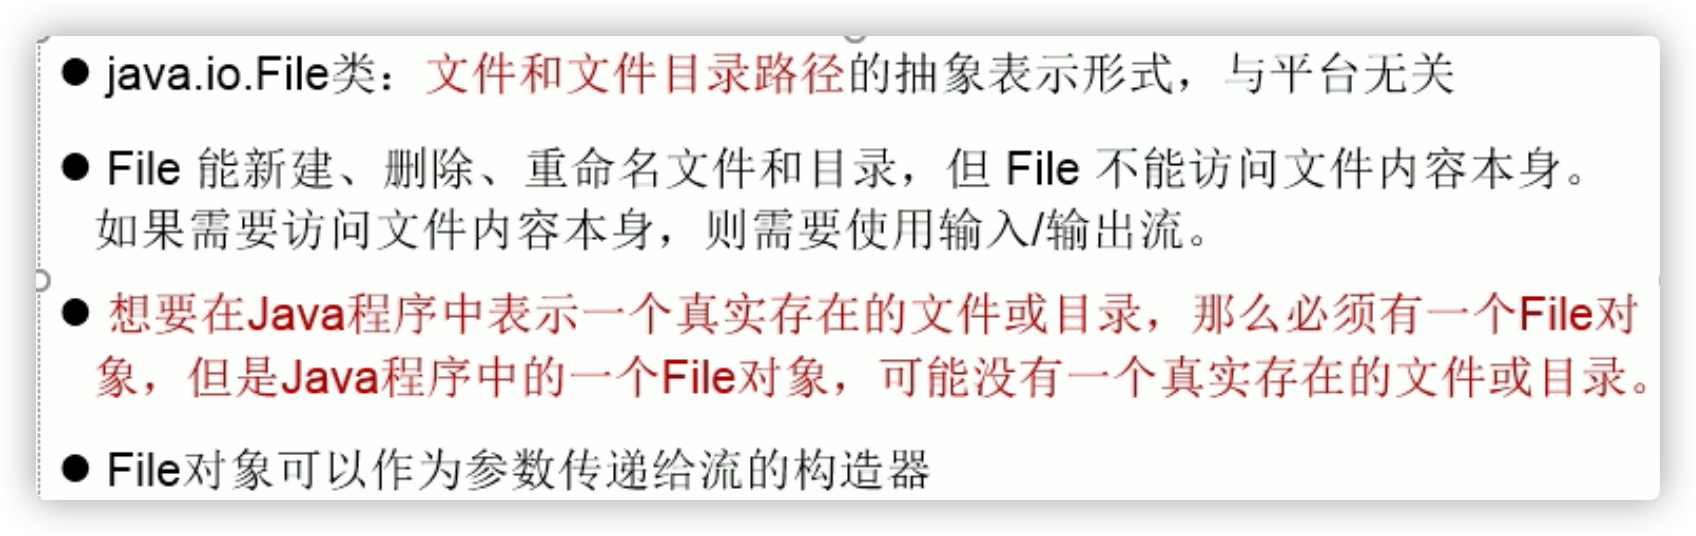 ● java.io.File类：文件和文件目录路径的抽象表示形式，与平台无关
● File 能新建、删除、重命名文件和目录，但 File 不能访问文件内容本身。
如果需要访问文件内容本身，则需要使用输入/输出流。
● 想要在Java程序中表示一个真实存在的文件或目录，那么必须有一个File对
象，但是Java程序中的一个File对象，可能没有一个真实存在的文件或目录。
● File对象可以作为参数传递给流的构造器